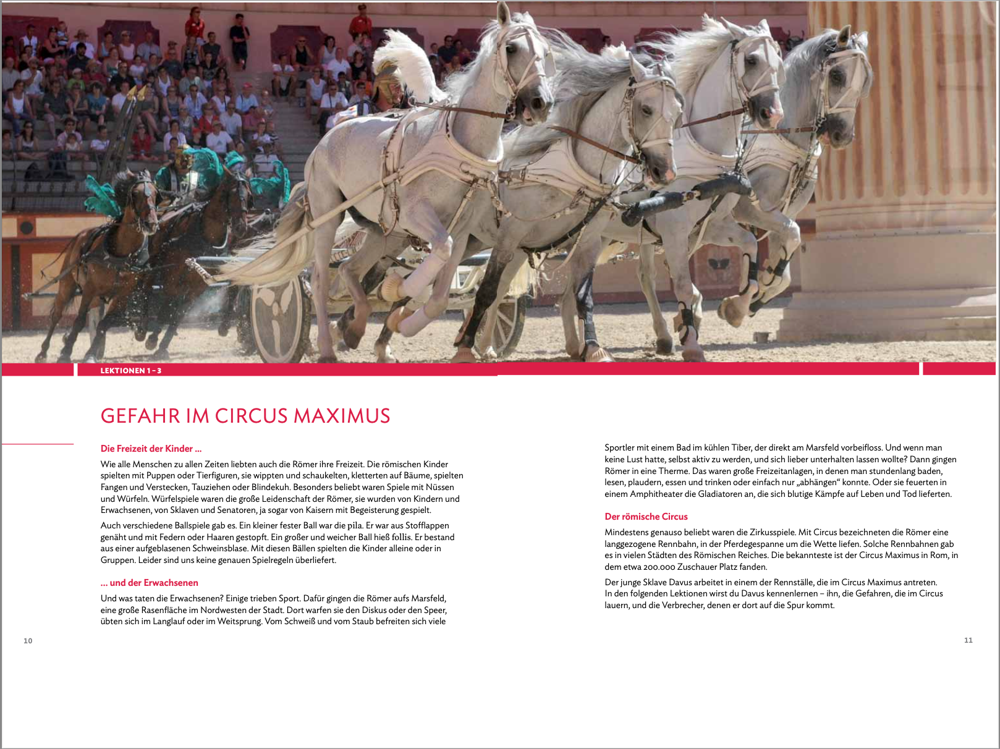 LEKTIONEN 1 – 3
GEFAHR IM CIRCUS MAXIMUS
Die Freizeit der Kinder ...
Wie alle Menschen zu allen Zeiten liebten auch die Römer ihre Freizeit. Die römischen Kinder
spielten mit Puppen oder Tierfiguren, sie wippten und schaukelten, kletterten auf Bäume, spielten
Fangen und Verstecken, Tauziehen oder Blindekuh. Besonders beliebt waren Spiele mit Nüssen
und Würfeln. Würfelspiele waren die große Leidenschaft der Römer, sie wurden von Kindern und
Erwachsenen, von Sklaven und Senatoren, ja sogar von Kaisern mit Begeisterung gespielt.
Auch verschiedene Ballspiele gab es. Ein kleiner fester Ball war die pila. Er war aus Stofflappen
genäht und mit Federn oder Haaren gestopft. Ein großer und weicher Ball hieß follis. Er bestand
aus einer aufgeblasenen Schweinsblase. Mit diesen Bällen spielten die Kinder alleine oder in
Gruppen. Leider sind uns keine genauen Spielregeln überliefert.
... und der Erwachsenen
Und was taten die Erwachsenen? Einige trieben Sport. Dafür gingen die Römer aufs Marsfeld,
eine große Rasenfläche im Nordwesten der Stadt. Dort warfen sie den Diskus oder den Speer,
übten sich im Langlauf oder im Weitsprung. Vom Schweiß und vom Staub befreiten sich viele
10
Sportler mit einem Bad im kühlen Tiber, der direkt am Marsfeld vorbeifloss. Und wenn man
keine Lust hatte, selbst aktiv zu werden, und sich lieber unterhalten lassen wollte? Dann gingen
Römer in eine Therme. Das waren große Freizeitanlagen, in denen man stundenlang baden,
lesen, plaudern, essen und trinken oder einfach nur „abhängen“ konnte. Oder sie feuerten in
einem Amphitheater die Gladiatoren an, die sich blutige Kämpfe auf Leben und Tod lieferten.
Der römische Circus
Mindestens genauso beliebt waren die Zirkusspiele. Mit Circus bezeichneten die Römer eine
langgezogene Rennbahn, in der Pferdegespanne um die Wette liefen. Solche Rennbahnen gab
es in vielen Städten des Römischen Reiches. Die bekannteste ist der Circus Maximus in Rom, in
dem etwa 200.000 Zuschauer Platz fanden.
Der junge Sklave Davus arbeitet in einem der Rennställe, die im Circus Maximus antreten.
In den folgenden Lektionen wirst du Davus kennenlernen – ihn, die Gefahren, die im Circus
lauern, und die Verbrecher, denen er dort auf die Spur kommt.
11